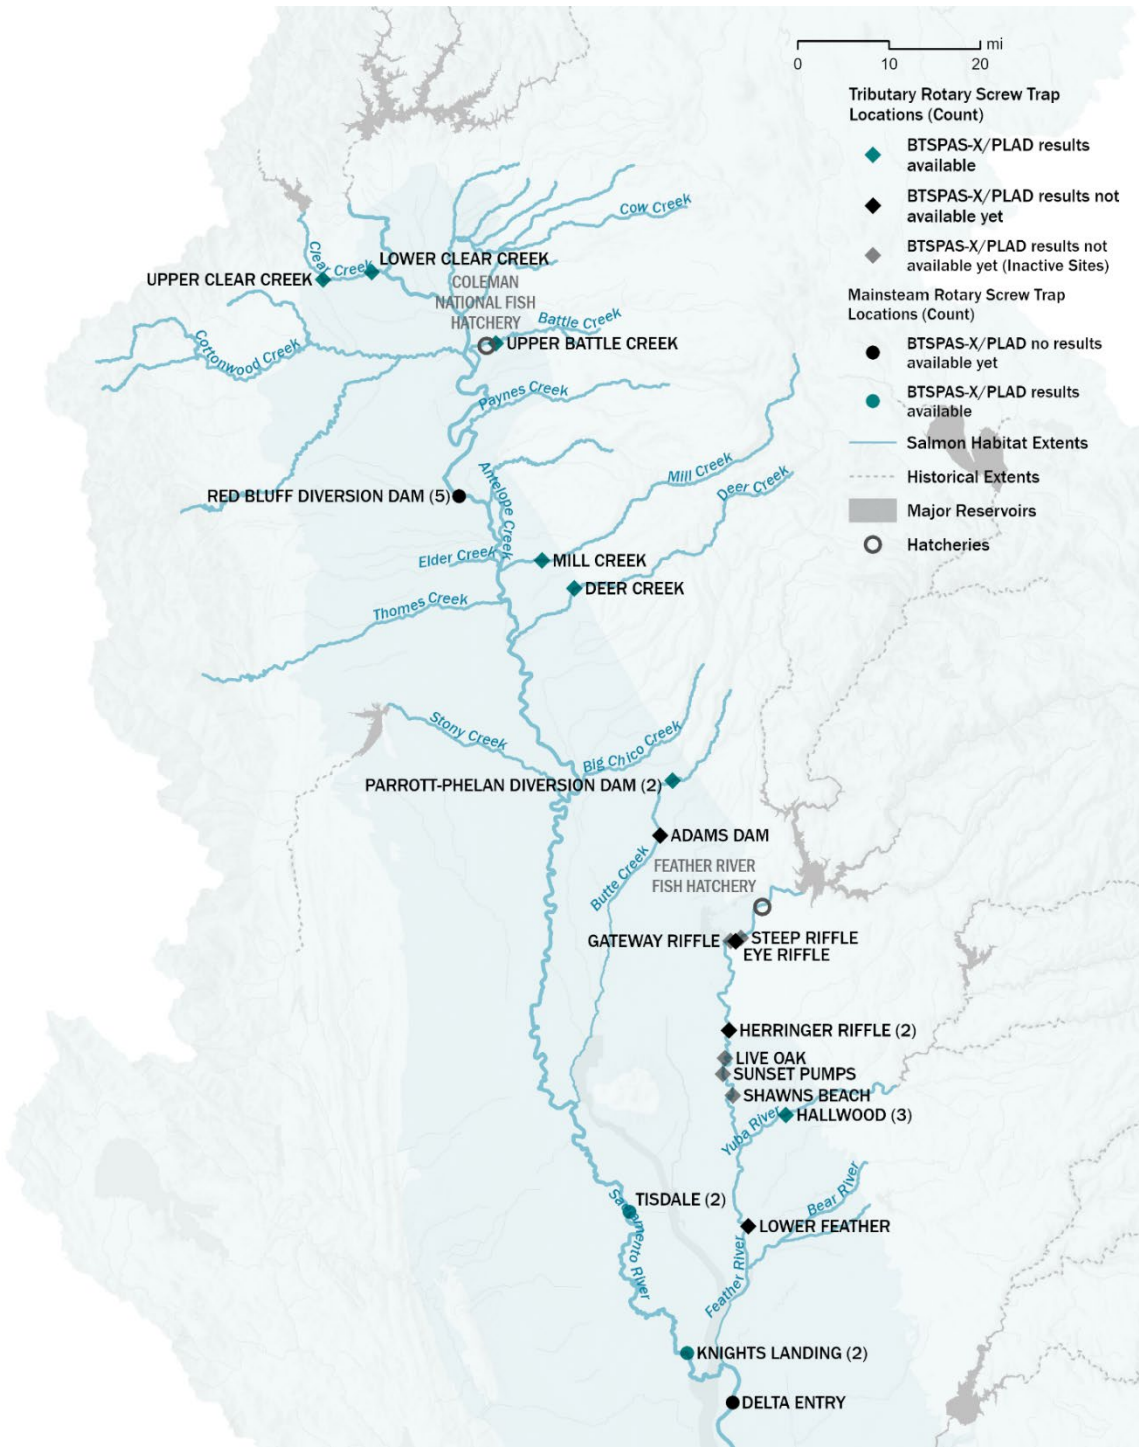 mi
0 10 20
Tributary Rotary Screw Trap
Locations (Count)
BTSPAS-X/PLAD results
available
BTSPAS-X/PLAD results not
available yet
BTSPAS-X/PLAD results not
available yet (Inactive Sites)
Mainsteam Rotary Screw Trap
Locations (Count)
BTSPAS-X/PLAD no results
available yet
BTSPAS-X/PLAD results
available
Salmon Habitat Extents
Historical Extents
Major Reservoirs
Hatcheries
Cow Creek
Clear Creek
LOWER CLEAR CREEK
UPPER CLEAR CREEK
COLEMAN
NATIONAL FISH
HATCHERY
Battle Creek
UPPER BATTLE CREEK
Cottonwood Creek
Paynes Creek
Antelope Creek
Mill Creek
Deer Creek
RED BLUFF DIVERSION DAM (5)
Elder Creek
MILL CREEK
DEER CREEK
Thomes Creek
Stony Creek
Big Chico Creek
PARROTT-PHELAN DIVERSION DAM (2)
ADAMS DAM
Butte Creek
FEATHER RIVER
FISH HATCHERY
GATEWAY RIFFLE
STEEP RIFFLE
EYE RIFFLE
HERRINGER RIFFLE (2)
LIVE OAK
SUNSET PUMPS
SHAWNS BEACH
HALLWOOD (3)
Yuba River
Bear River
TISDALE (2)
Sacramento River
LOWER FEATHER
Feather River
KNIGHTS LANDING (2)
DELTA ENTRY